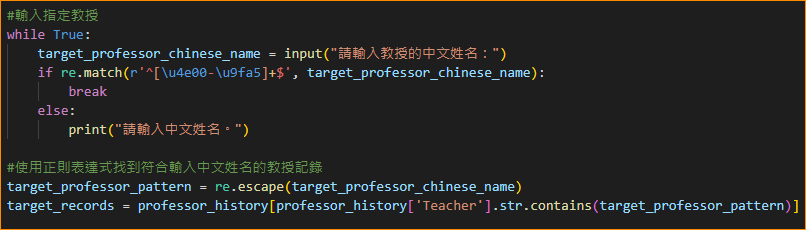 #輸入指定教授
while True:
    target_professor_chinese_name = input("請輸入教授的中文姓名：")
    if re.match(r'^[\u4e00-\u9fa5]+$', target_professor_chinese_name):
        break
    else:
        print("請輸入中文姓名。")

#使用正則表達式找到符合輸入中文姓名的教授記錄
target_professor_pattern = re.escape(target_professor_chinese_name)
target_records = professor_history[professor_history['Teacher'].str.contains(target_professor_pattern)]